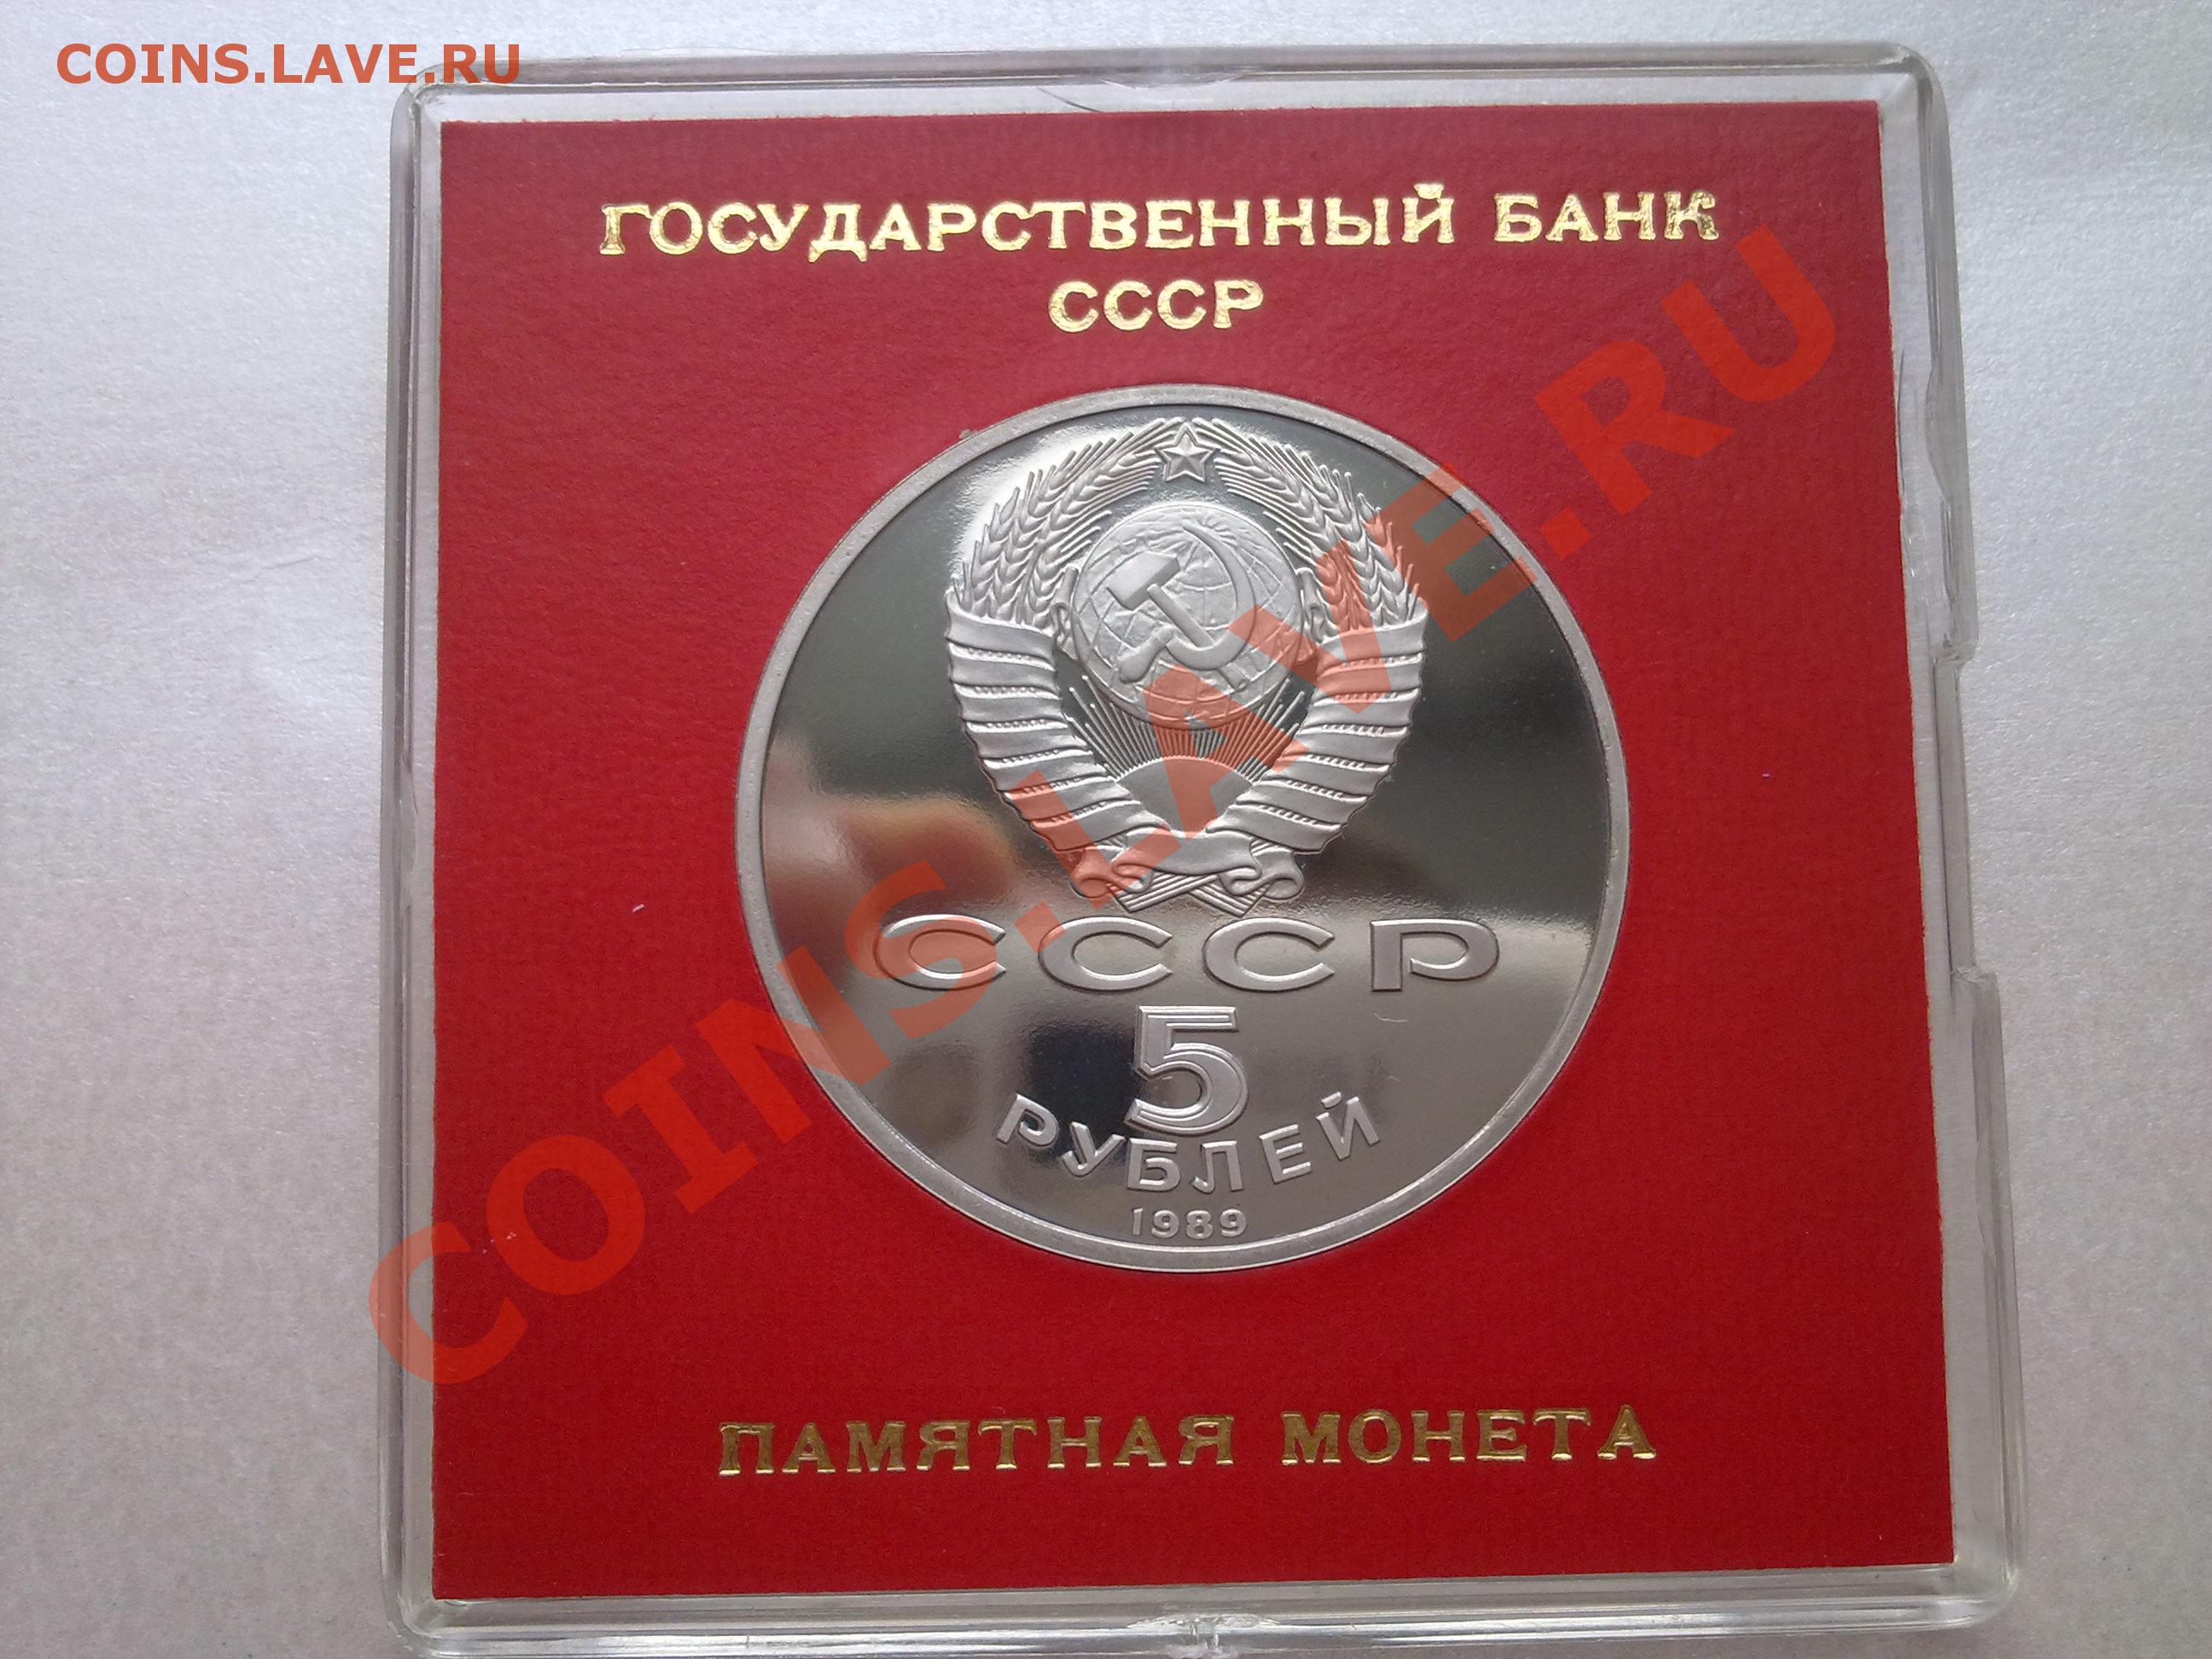 COINS.LAVE.RU
ГОСУДАРСТВЕННЫЙ БАНК
СССР
COINS.LAVE.RU
СССР
5
РУБЛЕЙ
1989
ПАМЯТНАЯ МОНЕТА